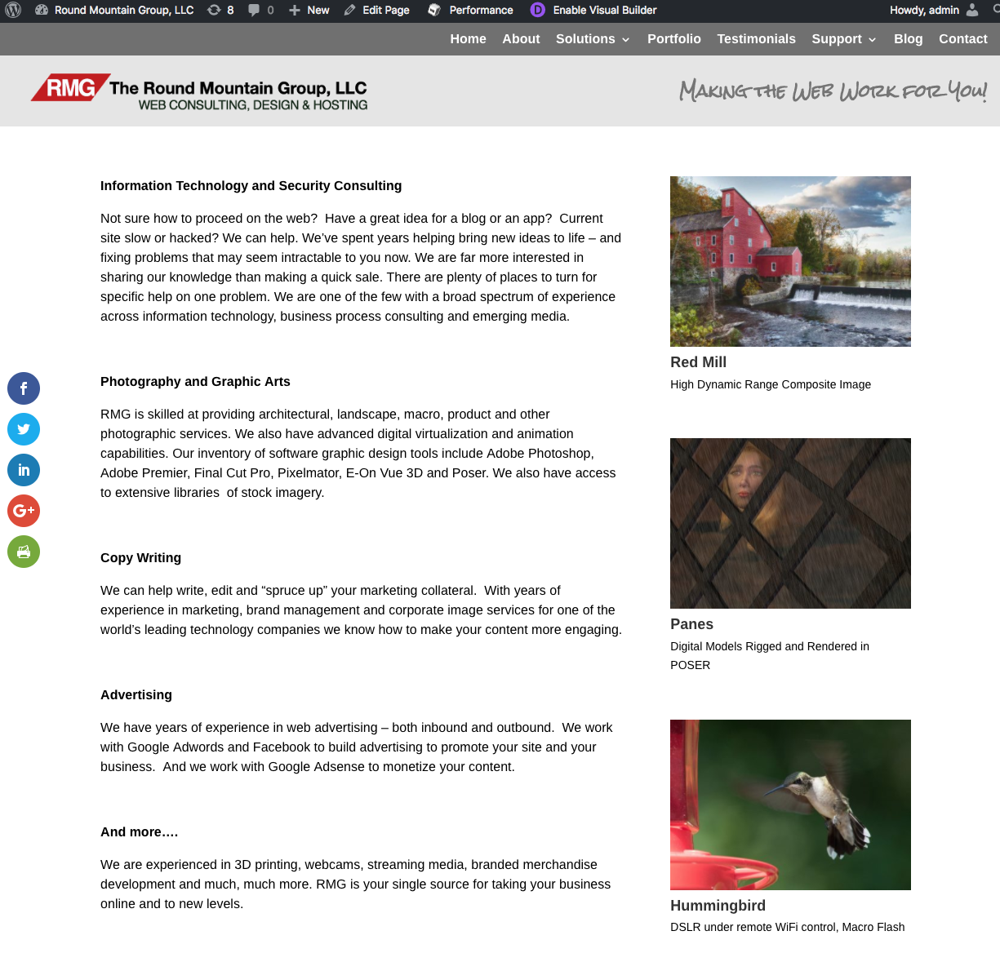 Round Mountain Group, LLC 8 0 New Edit Page Performance D Enable Visual Builder Howdy, admin
Home About Solutions Portfolio Testimonials Support Blog Contact
RMG The Round Mountain Group, LLC
WEB CONSULTING, DESIGN & HOSTING
Making the Web Work for You!
Information Technology and Security Consulting
Not sure how to proceed on the web?  Have a great idea for a blog or an app?  Current
site slow or hacked? We can help. We’ve spent years helping bring new ideas to life – and
fixing problems that may seem intractable to you now. We are far more interested in
sharing our knowledge than making a quick sale. There are plenty of places to turn for
specific help on one problem. We are one of the few with a broad spectrum of experience
across information technology, business process consulting and emerging media.
Photography and Graphic Arts
RMG is skilled at providing architectural, landscape, macro, product and other
photographic services. We also have advanced digital virtualization and animation
capabilities. Our inventory of software graphic design tools include Adobe Photoshop,
Adobe Premier, Final Cut Pro, Pixelmator, E-On Vue 3D and Poser. We also have access
to extensive libraries  of stock imagery.
Copy Writing
We can help write, edit and “spruce up” your marketing collateral.  With years of
experience in marketing, brand management and corporate image services for one of the
world’s leading technology companies we know how to make your content more engaging.
Advertising
We have years of experience in web advertising – both inbound and outbound.  We work
with Google Adwords and Facebook to build advertising to promote your site and your
business.  And we work with Google Adsense to monetize your content.
And more….
We are experienced in 3D printing, webcams, streaming media, branded merchandise
development and much, much more. RMG is your single source for taking your business
online and to new levels.
Red Mill
High Dynamic Range Composite Image
Panes
Digital Models Rigged and Rendered in
POSER
Hummingbird
DSLR under remote WiFi control, Macro Flash
f
in
G+